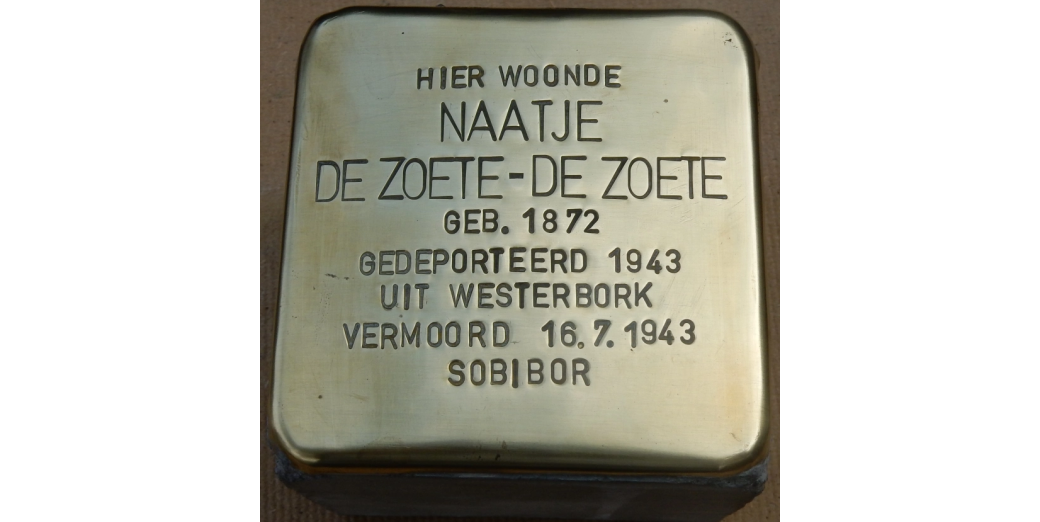 HIER WOONDE
NAATJE
DE ZOETE-DE ZOETE
GEB. 1872
GEDEPORTEERD 1943
UIT WESTERBORK
VERMOORD 16.7.1943
SOBIBOR